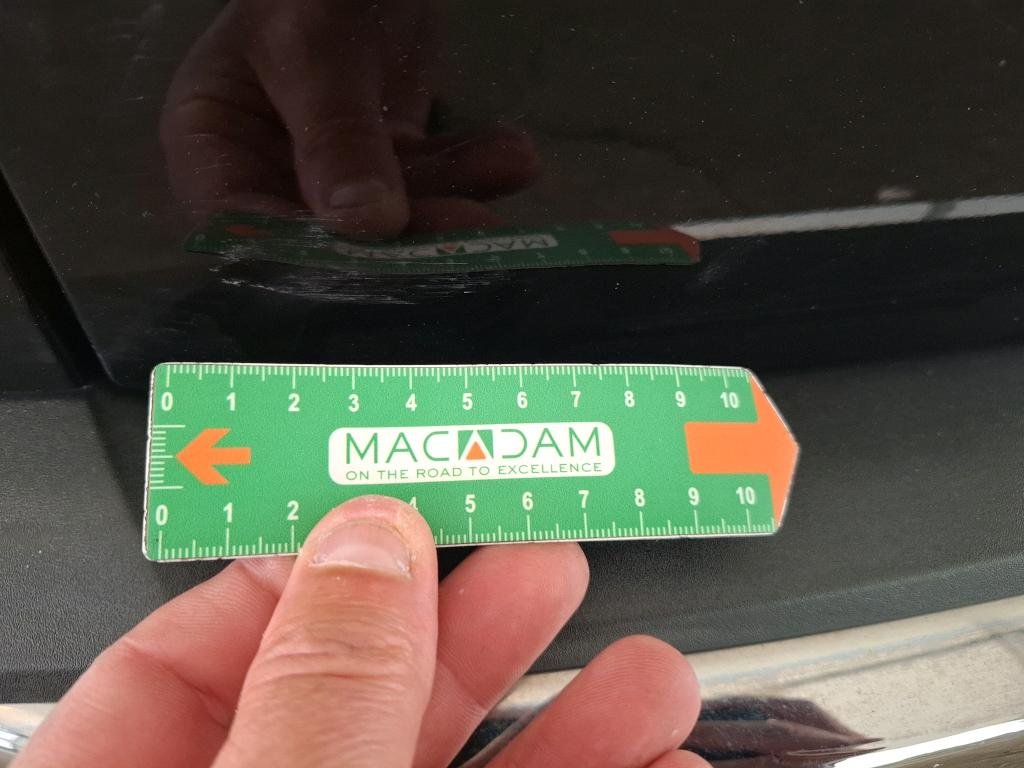 0 1 2 3 4 5 6 7 8 9 10
MACADAM
ON THE ROAD TO EXCELLENCE
0 1 2 4 5 6 7 8 9 10